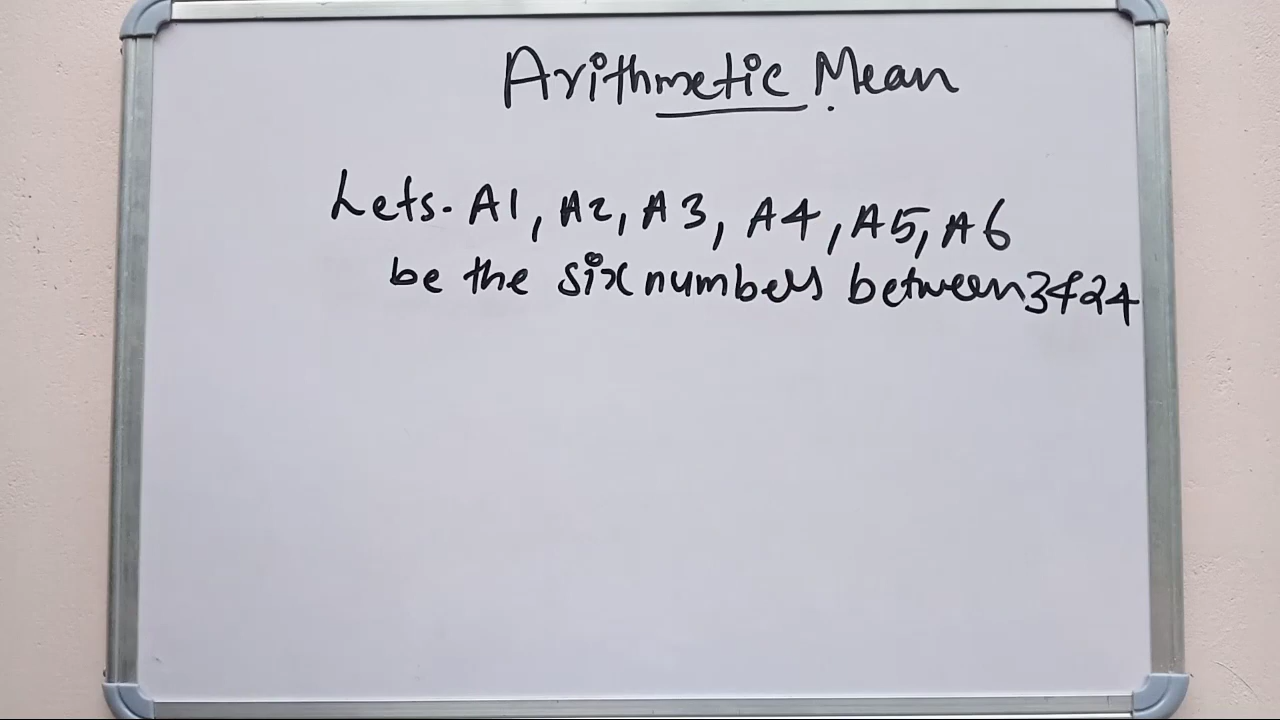 Arithmetic Mean
Lets. A1, A2, A3, A4, A5, A6
be the six numbers between 3 & 24